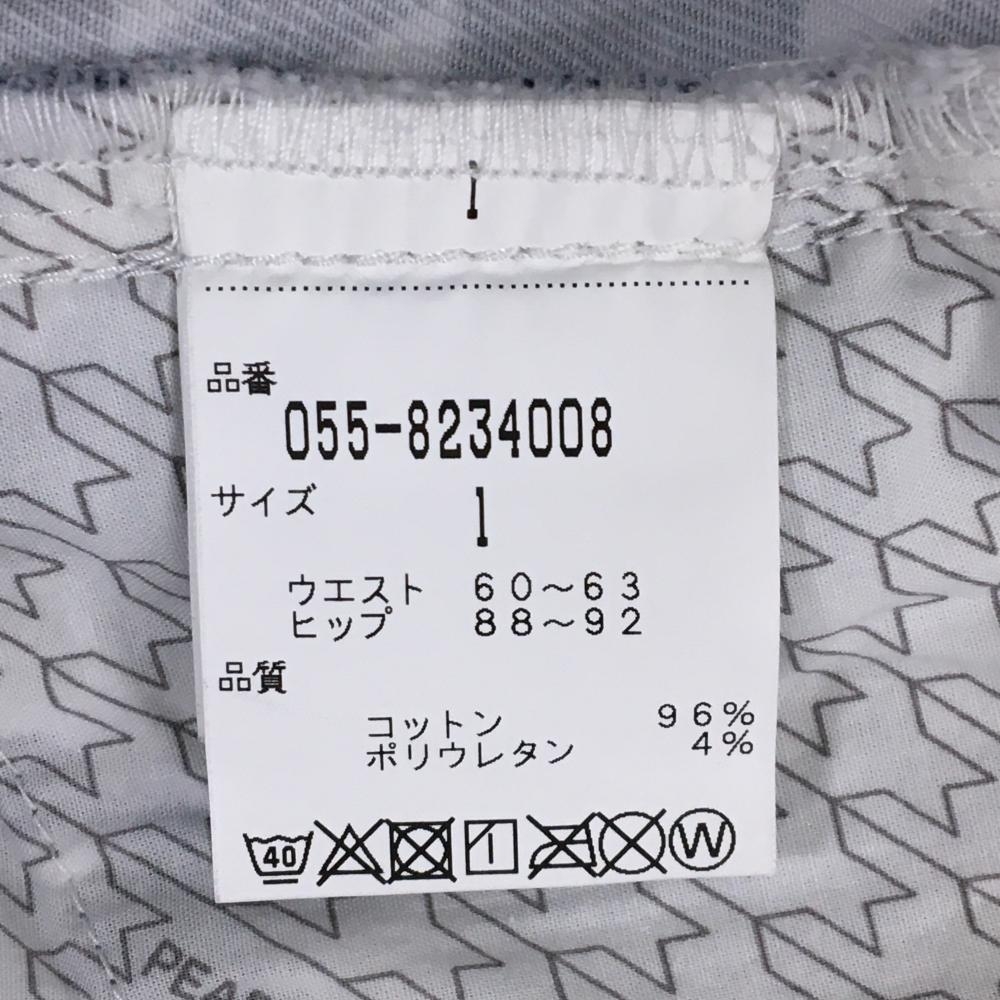 1
品番
055-8234008
サイズ 1
ウエスト 60～63
ヒップ 88～92
品質
コットン 96%
ポリウレタン 4%
40 W